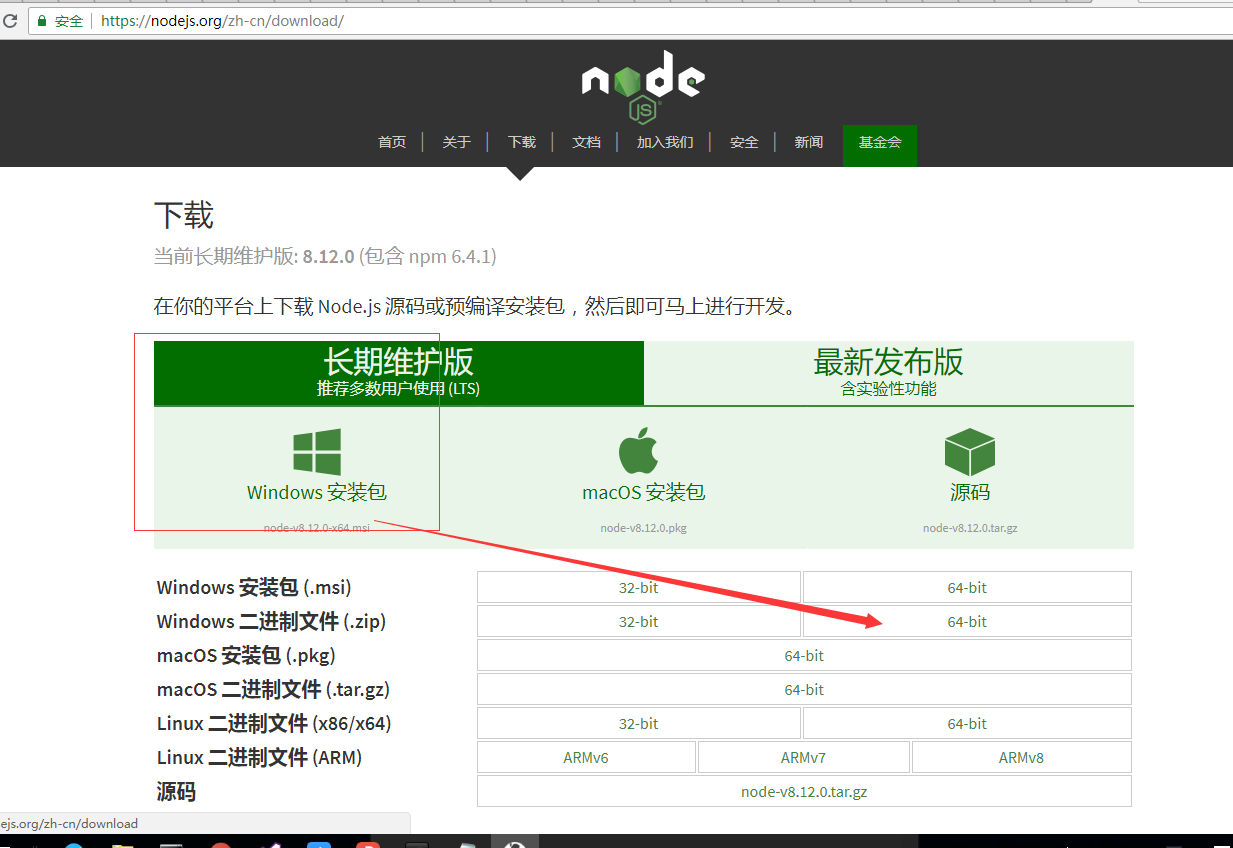 安全 https://nodejs.org/zh-cn/download/
node
JS
首页 关于 下载 文档 加入我们 安全 新闻 基金会
下载
当前长期维护版: 8.12.0 (包含 npm 6.4.1)
在你的平台上下载 Node.js 源码或预编译安装包，然后即可马上进行开发。
长期维护版 最新发布版
推荐多数用户使用 (LTS) 含实验性功能
Windows 安装包 macOS 安装包 源码
node-v8.12.0-x64.msi node-v8.12.0.pkg node-v8.12.0.tar.gz
Windows 安装包 (.msi) 32-bit 64-bit
Windows 二进制文件 (.zip) 32-bit 64-bit
macOS 安装包 (.pkg) 64-bit
macOS 二进制文件 (.tar.gz) 64-bit
Linux 二进制文件 (x86/x64) 32-bit 64-bit
Linux 二进制文件 (ARM) ARMv6 ARMv7 ARMv8
源码 node-v8.12.0.tar.gz
ejs.org/zh-cn/download